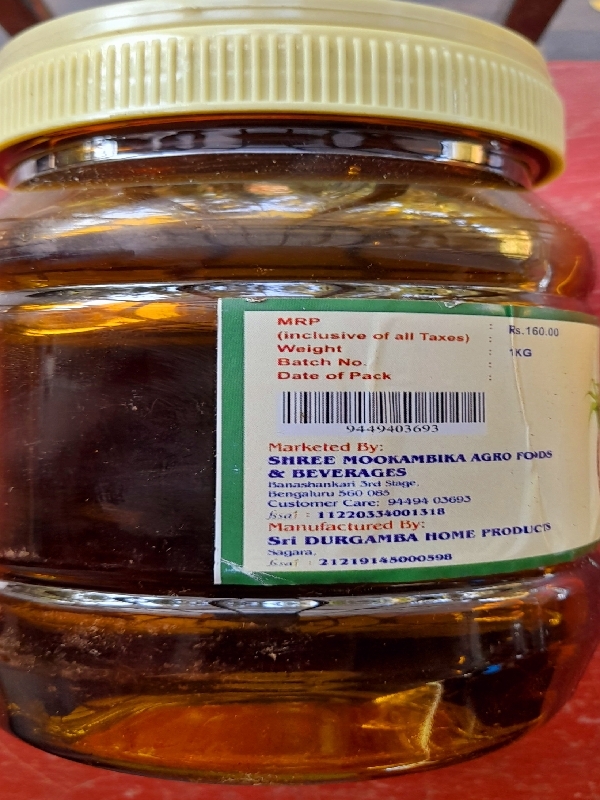 MRP : Rs.160.00
(inclusive of all Taxes) :
Weight : 1KG
Batch No. :
Date of Pack :
9449403693
Marketed By:
SHREE MOOKAMBIKA AGRO FOODS
& BEVERAGES
Banashankari 3rd Stage,
Bengaluru 560 085
Customer Care: 94494 03693
fssai : 11220334001318
Manufactured By:
Sri DURGAMBA HOME PRODUCTS
Sagara,
fssai : 21219145000598